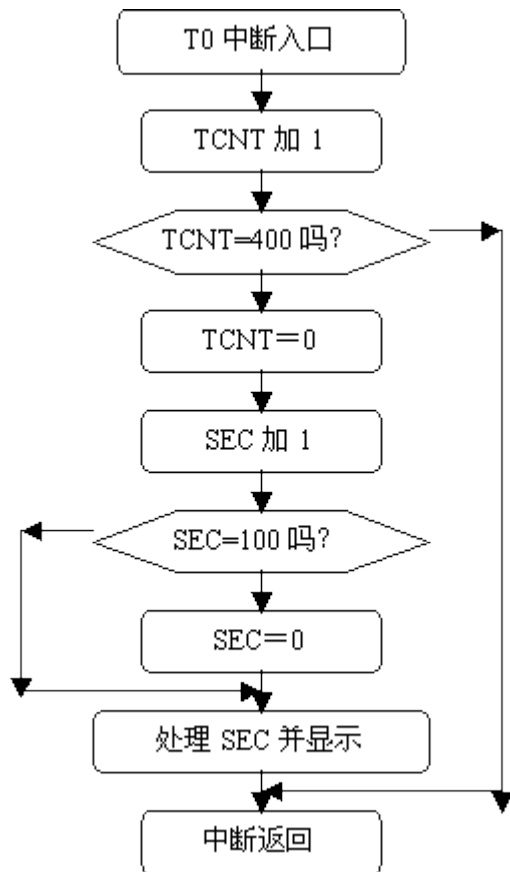 T0 中断入口
TCNT 加 1
TCNT=400 吗?
TCNT＝0
SEC 加 1
SEC=100 吗?
SEC＝0
处理 SEC 并显示
中断返回